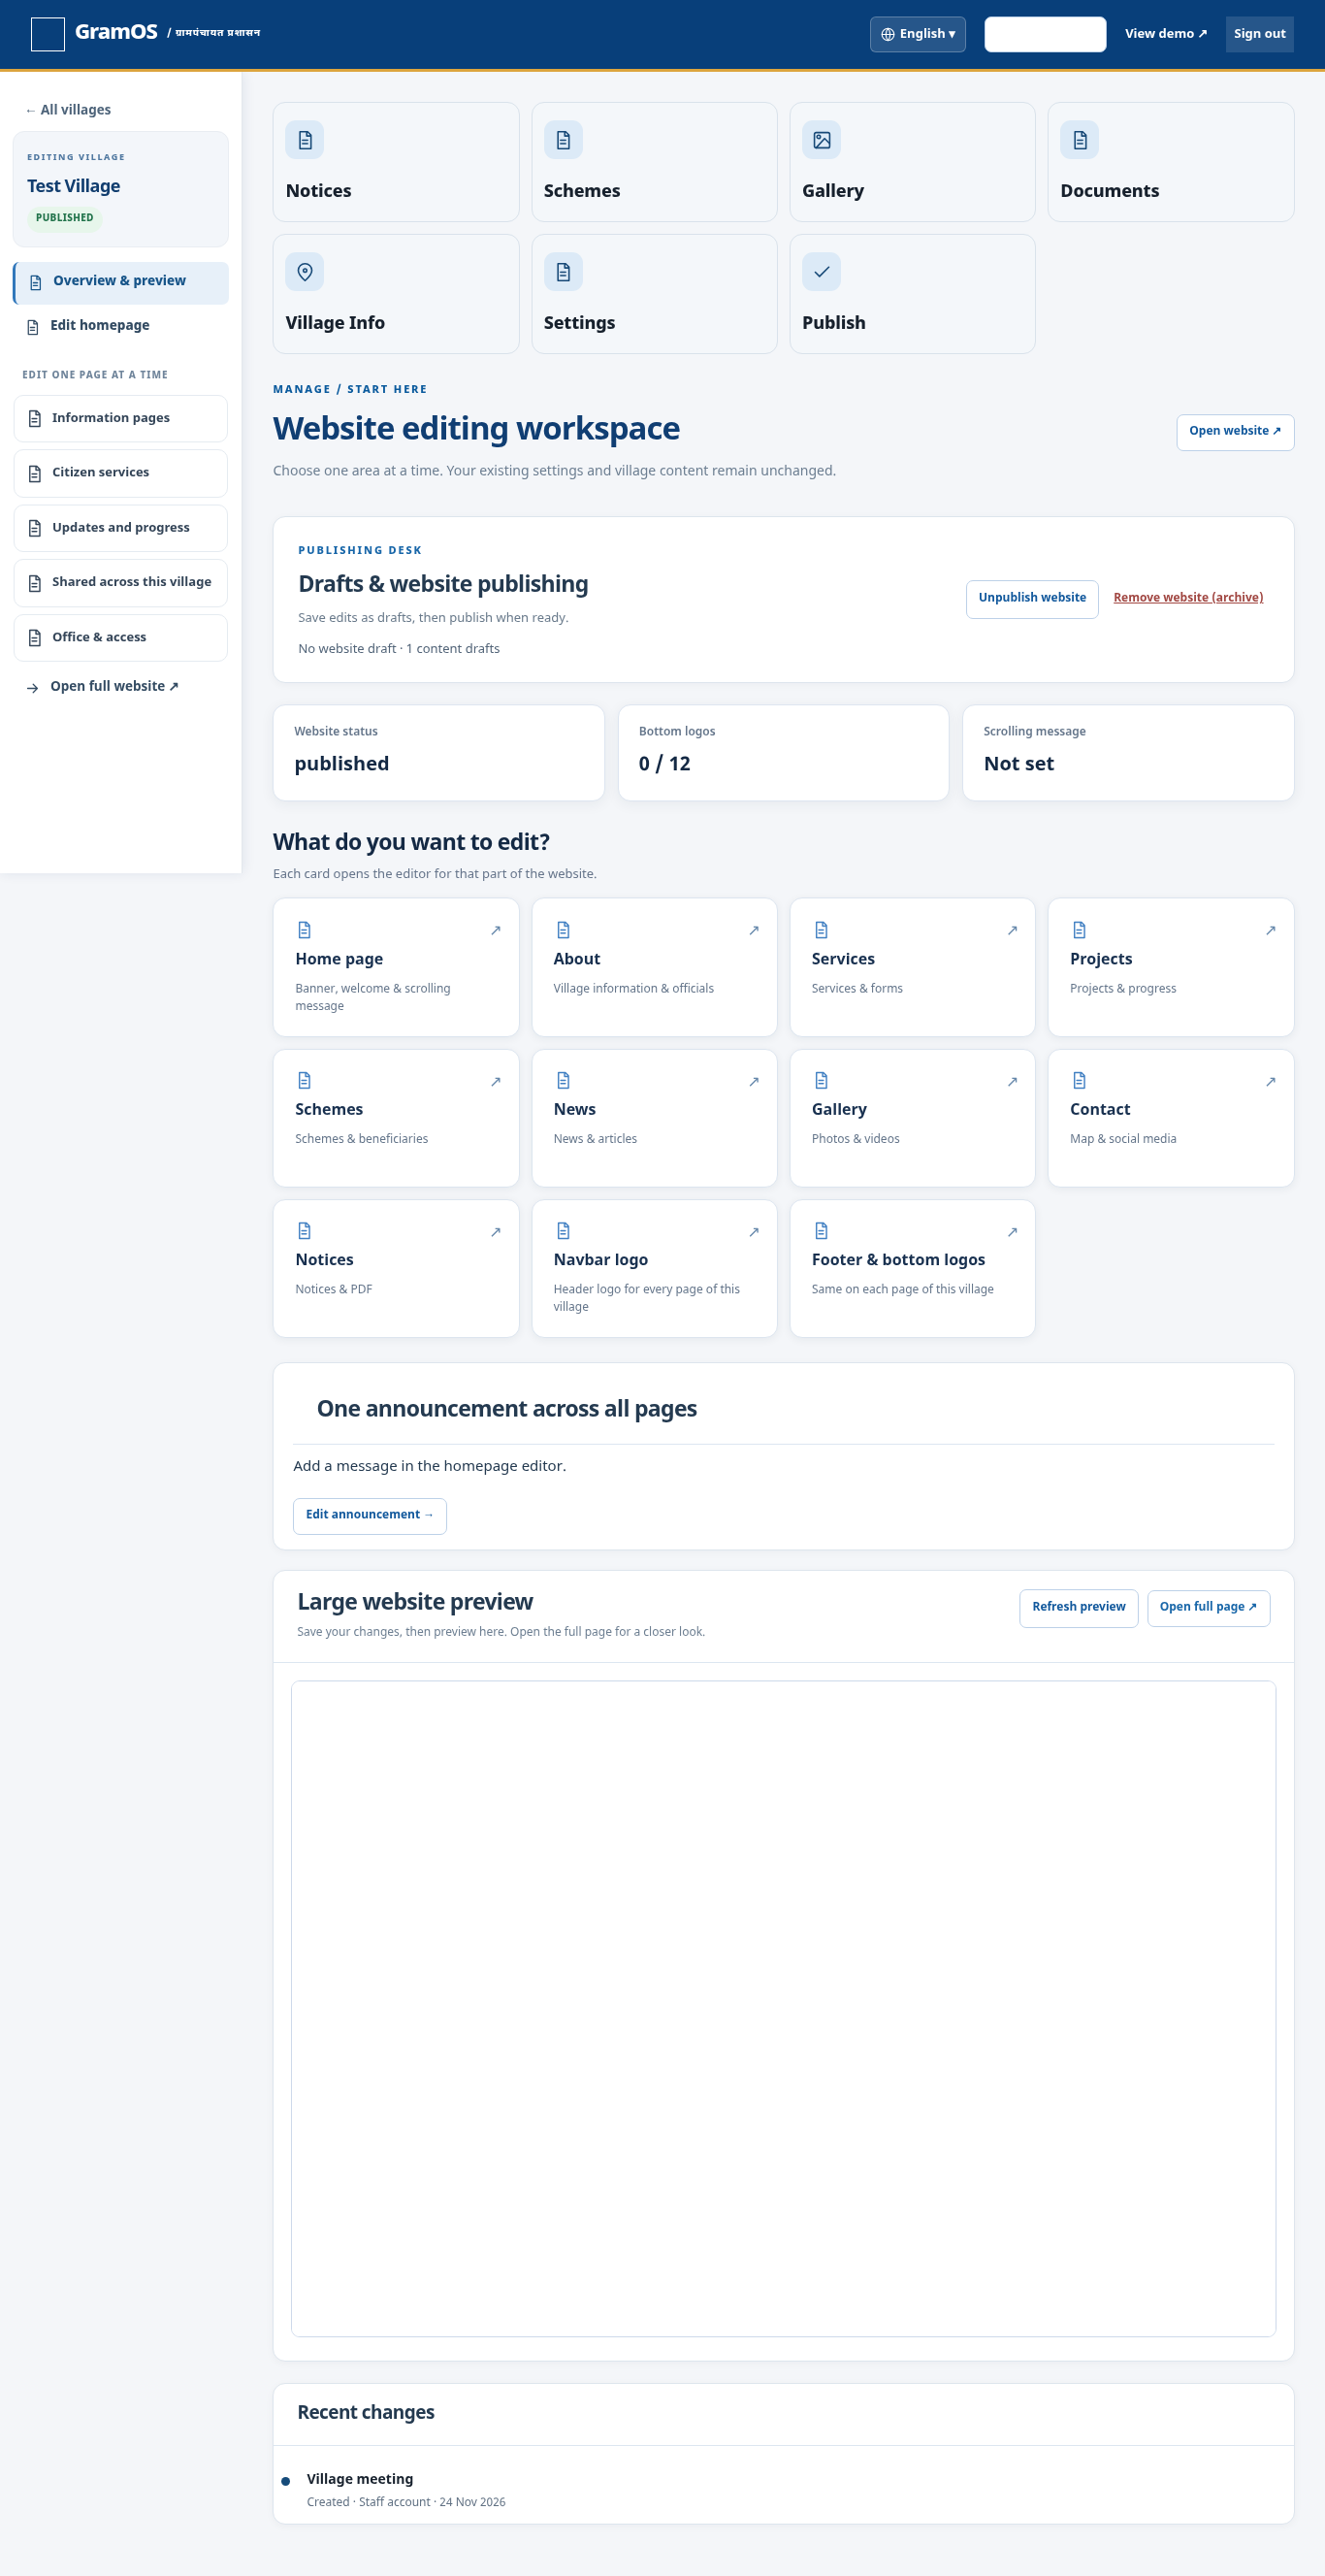 GramOS / ग्रामपंचायत प्रशासन
English ▾
View demo ↗
Sign out
← All villages
EDITING VILLAGE
Test Village
PUBLISHED
Overview & preview
Edit homepage
EDIT ONE PAGE AT A TIME
Information pages
Citizen services
Updates and progress
Shared across this village
Office & access
Open full website ↗
Notices
Schemes
Gallery
Documents
Village Info
Settings
Publish
MANAGE / START HERE
Website editing workspace
Open website ↗
Choose one area at a time. Your existing settings and village content remain unchanged.
PUBLISHING DESK
Drafts & website publishing
Save edits as drafts, then publish when ready.
No website draft · 1 content drafts
Unpublish website
Remove website (archive)
Website status
published
Bottom logos
0 / 12
Scrolling message
Not set
What do you want to edit?
Each card opens the editor for that part of the website.
Home page ↗
Banner, welcome & scrolling
message
About ↗
Village information & officials
Services ↗
Services & forms
Projects ↗
Projects & progress
Schemes ↗
Schemes & beneficiaries
News ↗
News & articles
Gallery ↗
Photos & videos
Contact ↗
Map & social media
Notices ↗
Notices & PDF
Navbar logo ↗
Header logo for every page of this
village
Footer & bottom logos ↗
Same on each page of this village
One announcement across all pages
Add a message in the homepage editor.
Edit announcement →
Large website preview
Save your changes, then preview here. Open the full page for a closer look.
Refresh preview
Open full page ↗
Recent changes
Village meeting
Created · Staff account · 24 Nov 2026